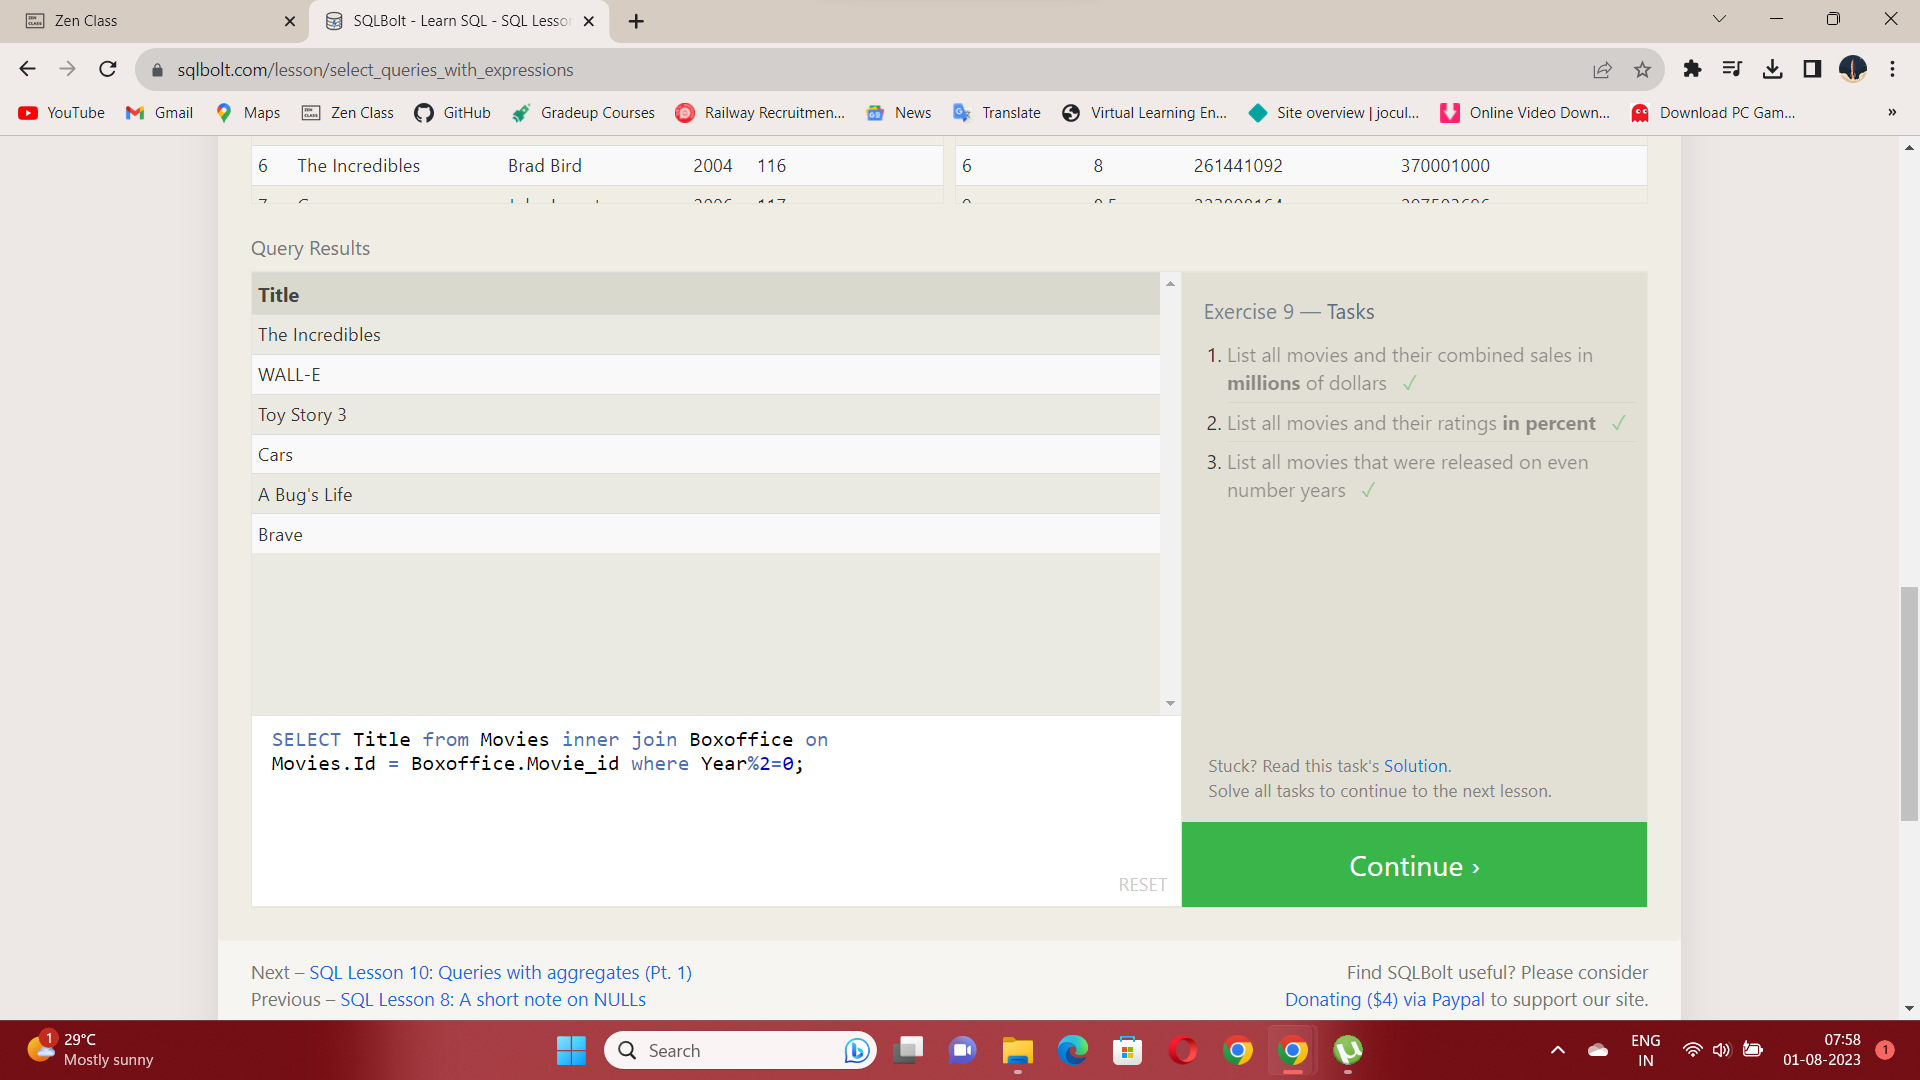 Zen Class
SQLBolt - Learn SQL - SQL Lesson
sqlbolt.com/lesson/select_queries_with_expressions
YouTube Gmail Maps Zen Class GitHub Gradeup Courses Railway Recruitmen... News Translate Virtual Learning En... Site overview | jocul... Online Video Down... Download PC Gam... »
6 The Incredibles Brad Bird 2004 116
6 8 261441092 370001000
Query Results
Title
The Incredibles
WALL-E
Toy Story 3
Cars
A Bug's Life
Brave
SELECT Title from Movies inner join Boxoffice on
Movies.Id = Boxoffice.Movie_id where Year%2=0;
RESET
Exercise 9 — Tasks
1. List all movies and their combined sales in
millions of dollars ✓
2. List all movies and their ratings in percent ✓
3. List all movies that were released on even
number years ✓
Stuck? Read this task's Solution.
Solve all tasks to continue to the next lesson.
Continue ›
Next – SQL Lesson 10: Queries with aggregates (Pt. 1)
Previous – SQL Lesson 8: A short note on NULLs
Find SQLBolt useful? Please consider
Donating ($4) via Paypal to support our site.
1
29°C
Mostly sunny
Search
ENG
IN
07:58
01-08-2023
1